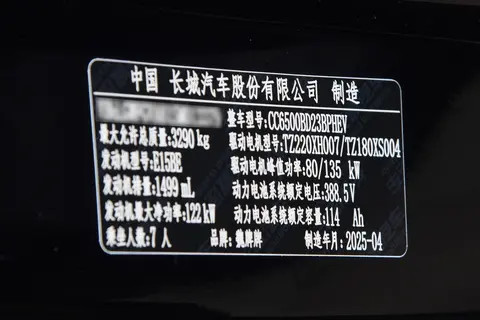 中国 长城汽车股份有限公司 制造
整车型号:CC6500BD23BPHEV
最大允许总质量:3290 kg 驱动电机型号:TZ220XH007/TZ180XS004
发动机型号:E15BE 驱动电机峰值功率:80/135 kW
发动机排量:1499 mL 动力电池系统额定电压:388.5V
发动机最大净功率:122 kW 动力电池系统额定容量:114 Ah
乘坐人数:7 人 品牌:魏牌牌 制造年月:2025-04